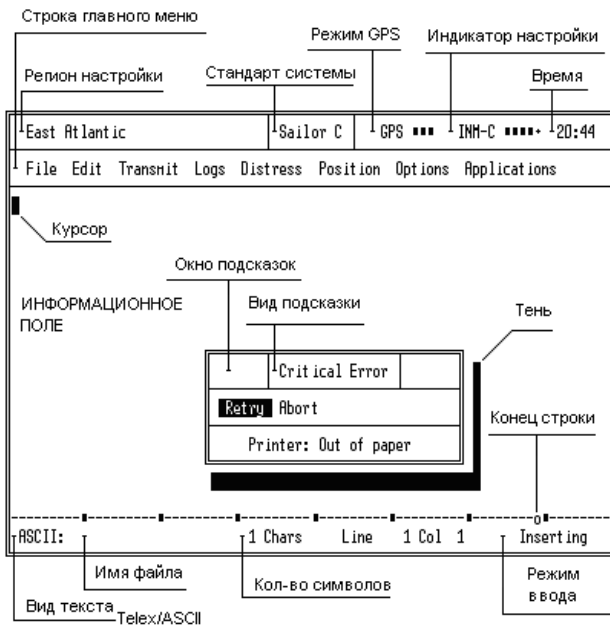 Строка главного меню
Режим GPS
Индикатор настройки
Регион настройки
Стандарт системы
Время
East Atlantic Sailor C GPS INM-C 20:44
File Edit Transmit Logs Distress Position Options Applications
Курсор
Окно подсказок
ИНФОРМАЦИОННОЕ
ПОЛЕ
Вид подсказки
Тень
Critical Error
Retry Abort
Printer: Out of paper
Конец строки
ASCII: 1 Chars Line 1 Col 1 Inserting
Имя файла
Кол-во символов
Режим
ввода
Вид текста
Telex/ASCII